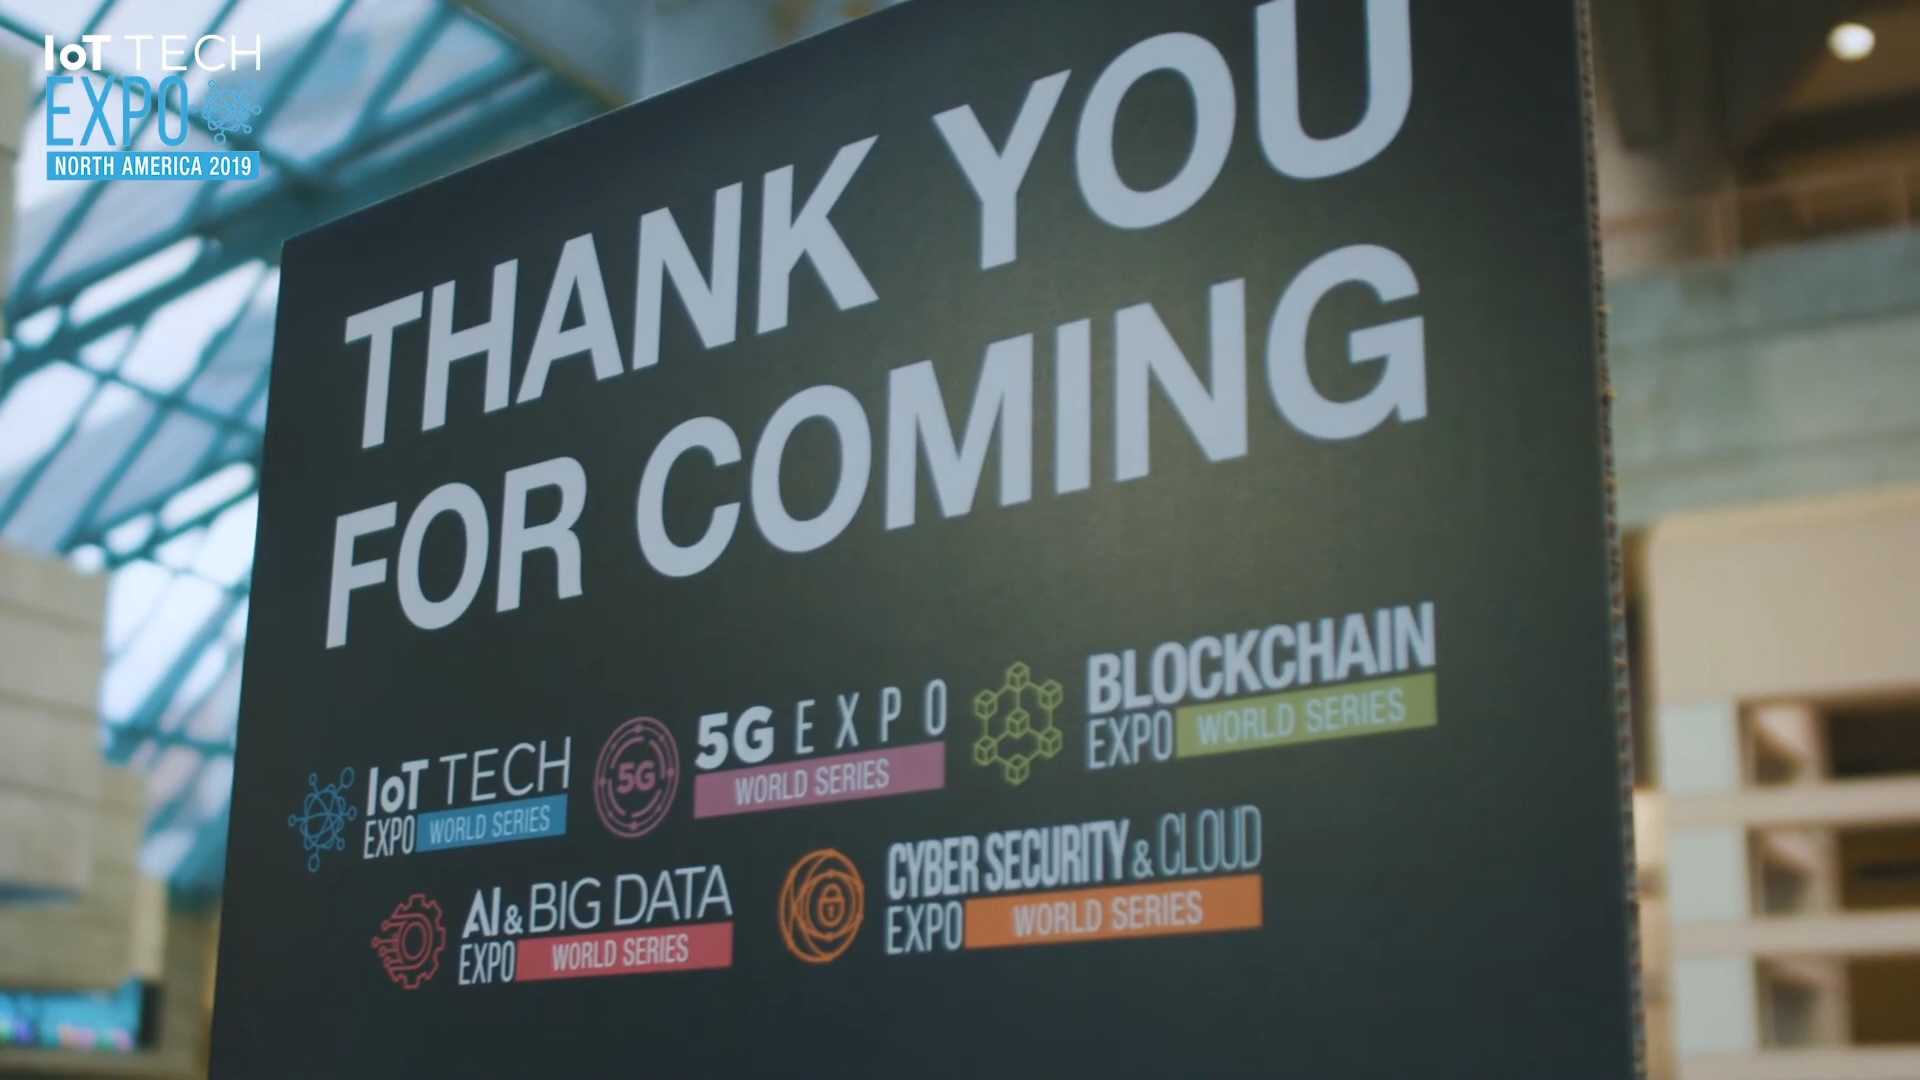 IoT TECH
EXPO
NORTH AMERICA 2019
THANK YOU
FOR COMING
IoT TECH
EXPO WORLD SERIES
5G
5G EXPO
WORLD SERIES
BLOCKCHAIN
EXPO WORLD SERIES
AI & BIG DATA
EXPO WORLD SERIES
CYBER SECURITY & CLOUD
EXPO WORLD SERIES